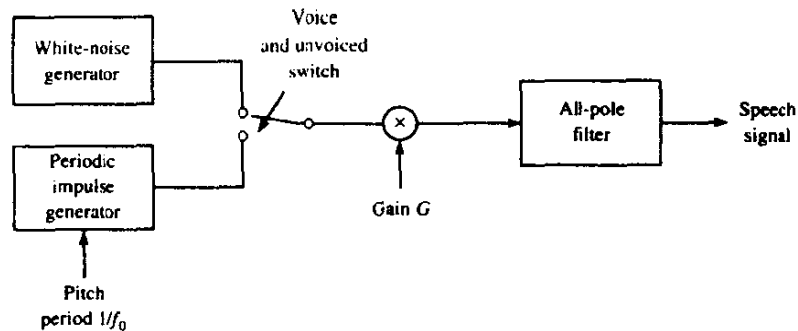 White-noise
generator
Voice
and unvoiced
switch
Periodic
impulse
generator
Pitch
period 1/f₀
×
Gain G
All-pole
filter
Speech
signal